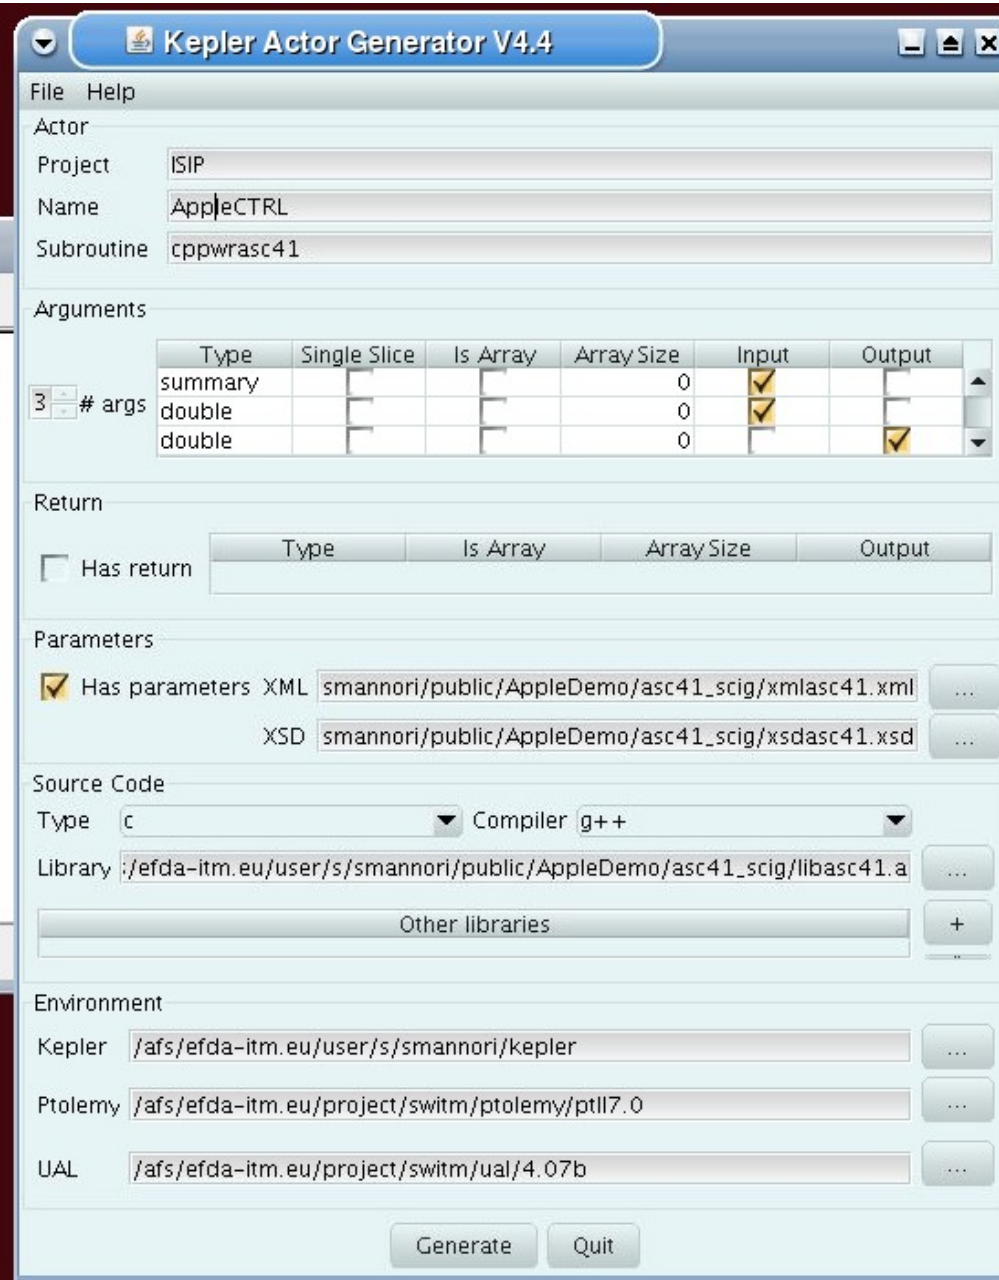 Kepler Actor Generator V4.4
File Help
Actor
Project ISIP
Name AppleCTRL
Subroutine cppwrasc41
Arguments
Type Single Slice Is Array Array Size Input Output
summary 0
3 # args double 0
double 0
Return
Type Is Array Array Size Output
Has return
Parameters
Has parameters XML smannori/public/AppleDemo/asc41_scig/xmlasc41.xml ...
XSD smannori/public/AppleDemo/asc41_scig/xsdasc41.xsd ...
Source Code
Type c Compiler g++
Library :/efda-itm.eu/user/s/smannori/public/AppleDemo/asc41_scig/libasc41.a ...
Other libraries +
Environment
Kepler /afs/efda-itm.eu/user/s/smannori/kepler ...
Ptolemy /afs/efda-itm.eu/project/switm/ptolemy/ptII7.0 ...
UAL /afs/efda-itm.eu/project/switm/ual/4.07b ...
Generate Quit